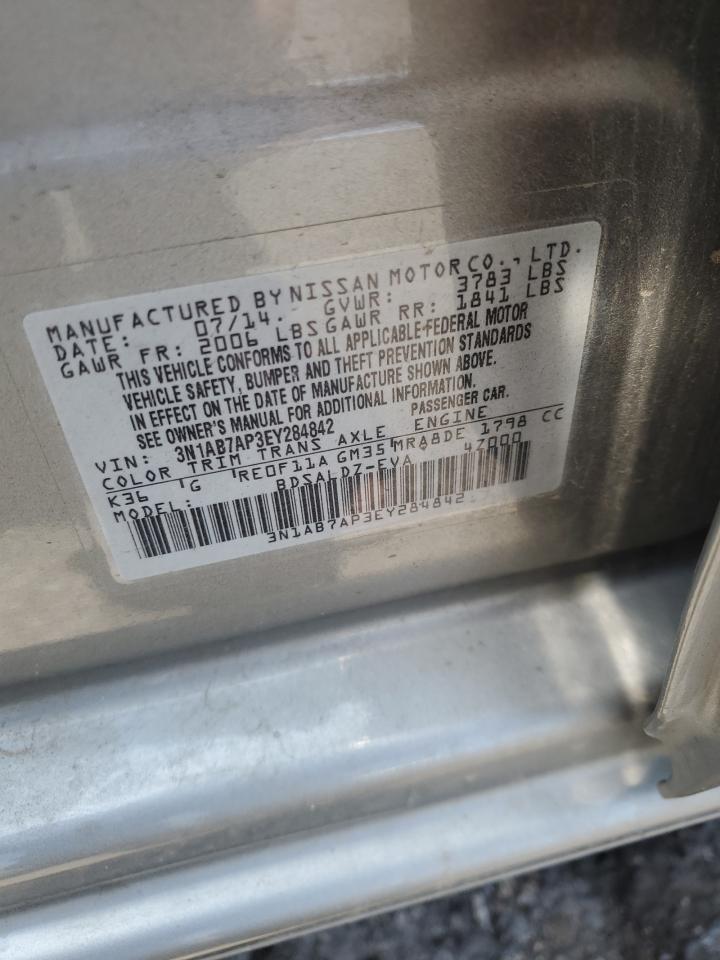 MANUFACTURED BY NISSAN MOTOR CO., LTD.
DATE: 07/14. GVWR: 3783 LBS
GAWR FR: 2006 LBS GAWR RR: 1841 LBS
THIS VEHICLE CONFORMS TO ALL APPLICABLE FEDERAL MOTOR
VEHICLE SAFETY, BUMPER AND THEFT PREVENTION STANDARDS
IN EFFECT ON THE DATE OF MANUFACTURE SHOWN ABOVE.
SEE OWNER'S MANUAL FOR ADDITIONAL INFORMATION.
VIN: 3N1AB7AP3EY284842 PASSENGER CAR.
COLOR TRIM TRANS AXLE ENGINE
K36 G RE0F11A GM35 MRA8DE 1798 CC
MODEL: BDSALDZ-EVA 47000
3N1AB7AP3EY284842